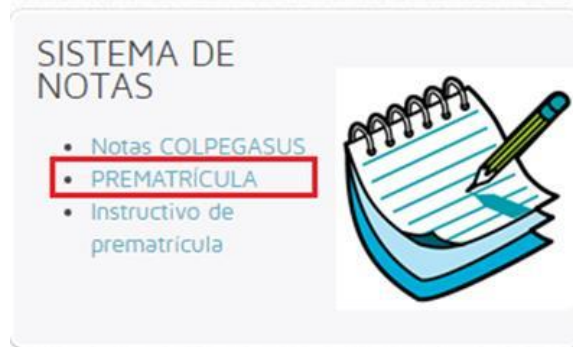 SISTEMA DE
NOTAS
Notas COLPEGASUS
PREMATRÍCULA
Instructivo de
prematrícula